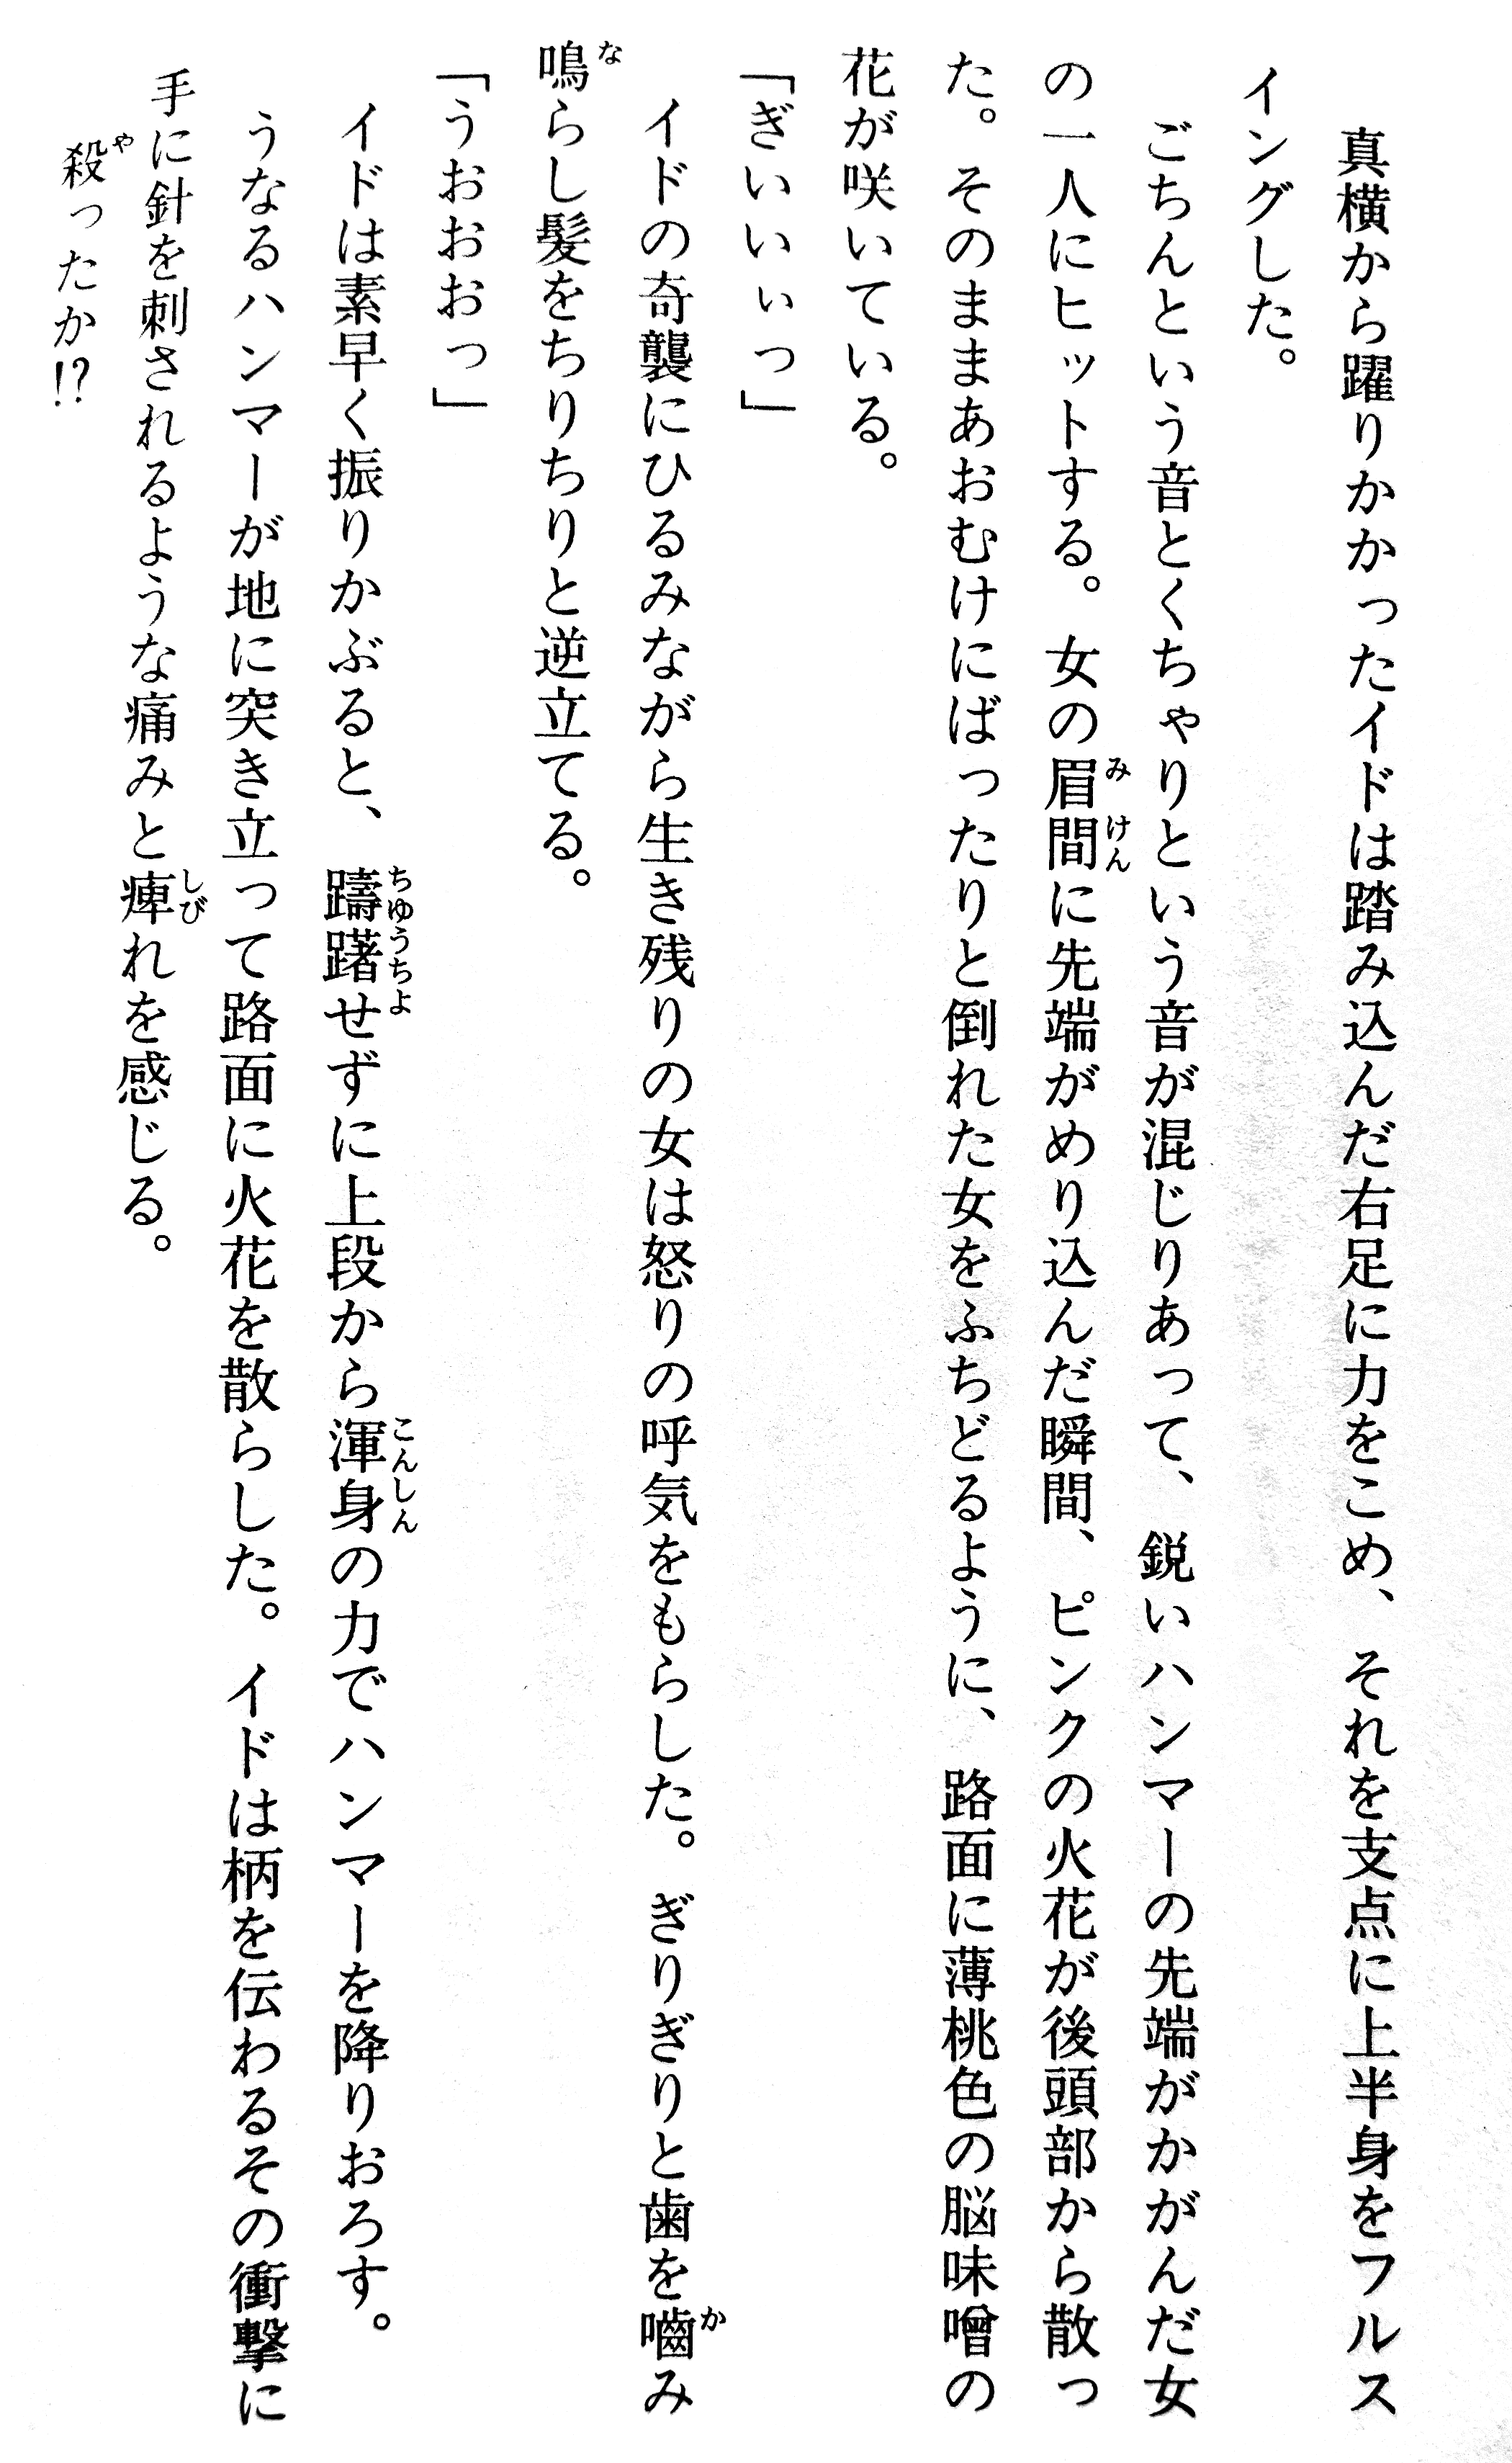 真横から躍りかかったイドは踏み込んだ右足に力をこめ、それを支点に上半身をフルス
イングした。
ごちんという音とくちゃりという音が混じりあって、鋭いハンマーの先端がかがんだ女
の一人にヒットする。女の眉間に先端がめり込んだ瞬間、ピンクの火花が後頭部から散っ
た。そのままあおむけにばったりと倒れた女をふちどるように、路面に薄桃色の脳味噌の
花が咲いている。
「ぎいいぃっ」
イドの奇襲にひるみながら生き残りの女は怒りの呼気をもらした。ぎりぎりと歯を嚙み
鳴らし髪をちりちりと逆立てる。
「うおおおっ」
イドは素早く振りかぶると、躊躇せずに上段から渾身の力でハンマーを降りおろす。
うなるハンマーが地に突き立って路面に火花を散らした。イドは柄を伝わるその衝撃に
手に針を刺されるような痛みと痺れを感じる。
殺ったか!?